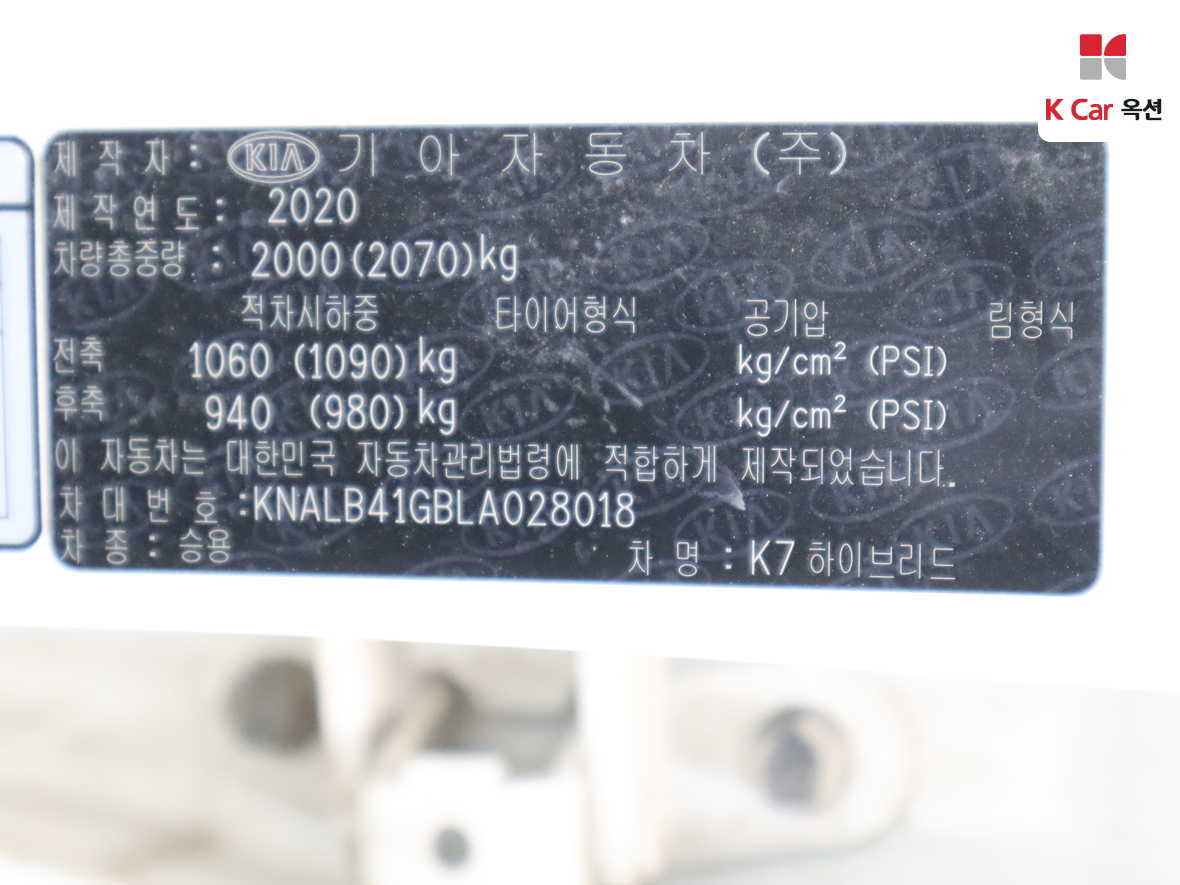 K Car 옥션
제 작 자 : KIA 기 아 자 동 차 (주)
제 작 연 도 : 2020
차량총중량 : 2000 (2070) kg
적차시하중 타이어형식 공기압 림형식
전축 1060 (1090) kg kg/cm² (PSI)
후축 940 (980) kg kg/cm² (PSI)
이 자동차는 대한민국 자동차관리법령에 적합하게 제작되었습니다.
차 대 번 호 : KNALB41GBLA028018
차 종 : 승용 차 명 : K7 하이브리드